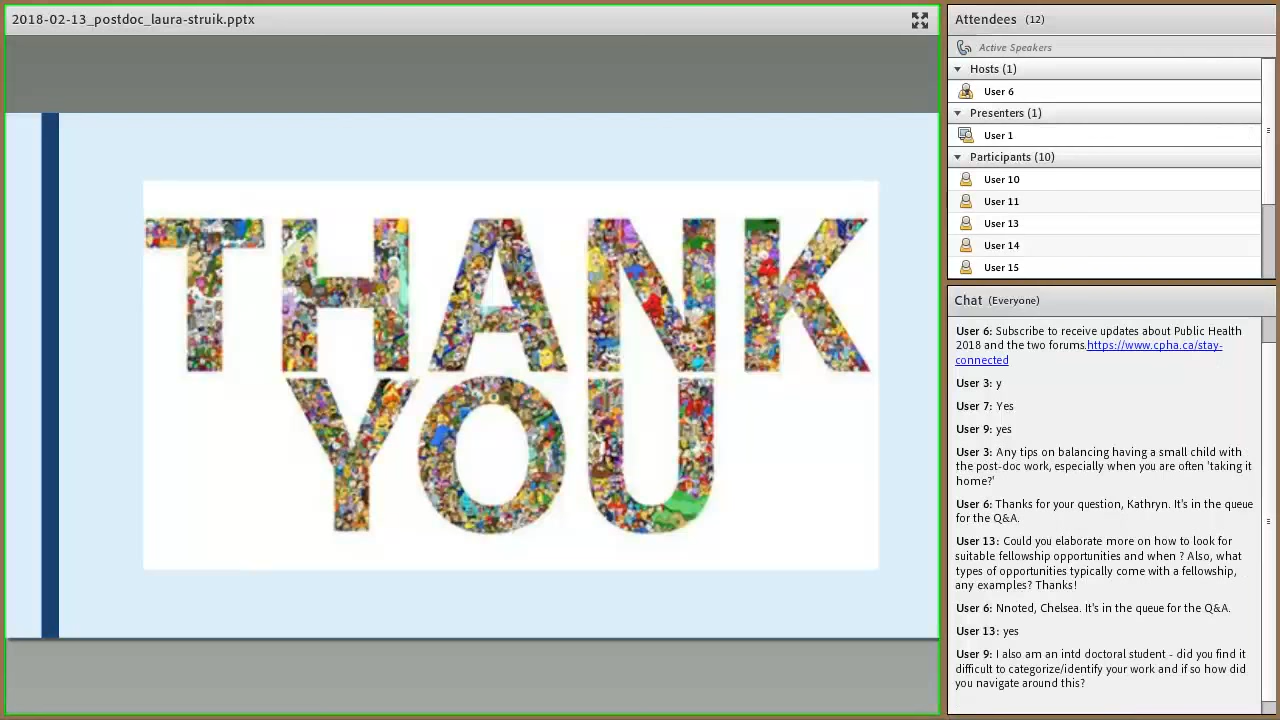 2018-02-13_postdoc_laura-struik.pptx
THANK
YOU
Attendees (12)
Active Speakers
Hosts (1)
User 6
Presenters (1)
User 1
Participants (10)
User 10
User 11
User 13
User 14
User 15
Chat (Everyone)
User 6: Subscribe to receive updates about Public Health
2018 and the two forums.https://www.cpha.ca/stay-
connected
User 3: y
User 7: Yes
User 9: yes
User 3: Any tips on balancing having a small child with
the post-doc work, especially when you are often 'taking it
home?'
User 6: Thanks for your question, Kathryn. It's in the queue
for the Q&A.
User 13: Could you elaborate more on how to look for
suitable fellowship opportunities and when ? Also, what
types of opportunities typically come with a fellowship,
any examples? Thanks!
User 6: Nnoted, Chelsea. It's in the queue for the Q&A.
User 13: yes
User 9: I also am an intd doctoral student - did you find it
difficult to categorize/identify your work and if so how did
you navigate around this?